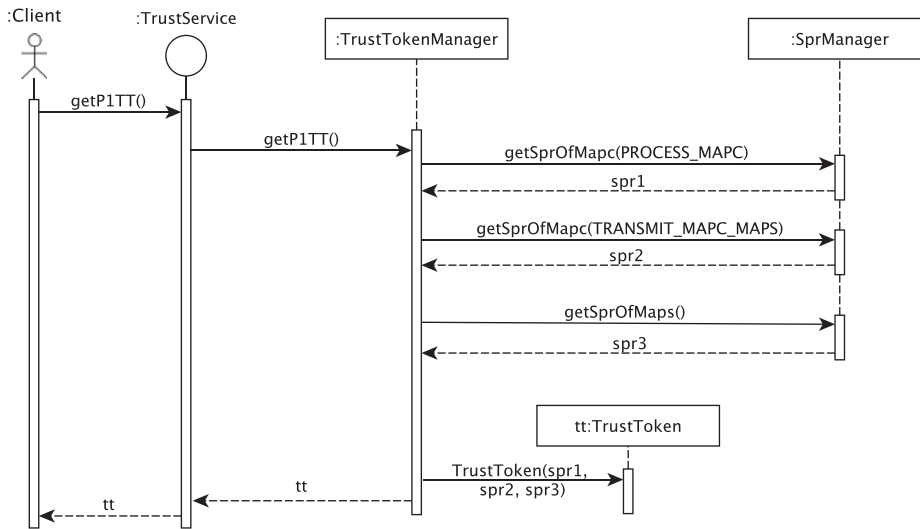 :Client
:TrustService
:TrustTokenManager
:SprManager
getP1TT()
getP1TT()
getSprOfMapc(PROCESS_MAPC)
spr1
getSprOfMapc(TRANSMIT_MAPC_MAPS)
spr2
getSprOfMaps()
spr3
tt:TrustToken
TrustToken(spr1,
spr2, spr3)
tt
tt